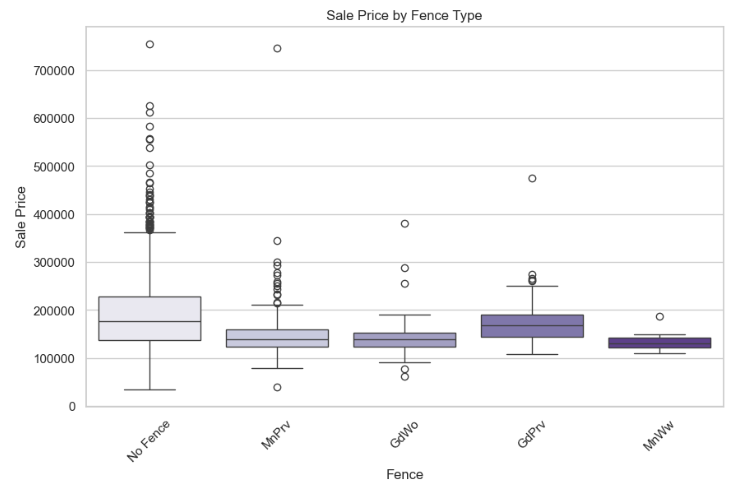 Sale Price by Fence Type
Sale Price
700000
600000
500000
400000
300000
200000
100000
0
No Fence
MnPrv
GdWo
GdPrv
MnWw
Fence